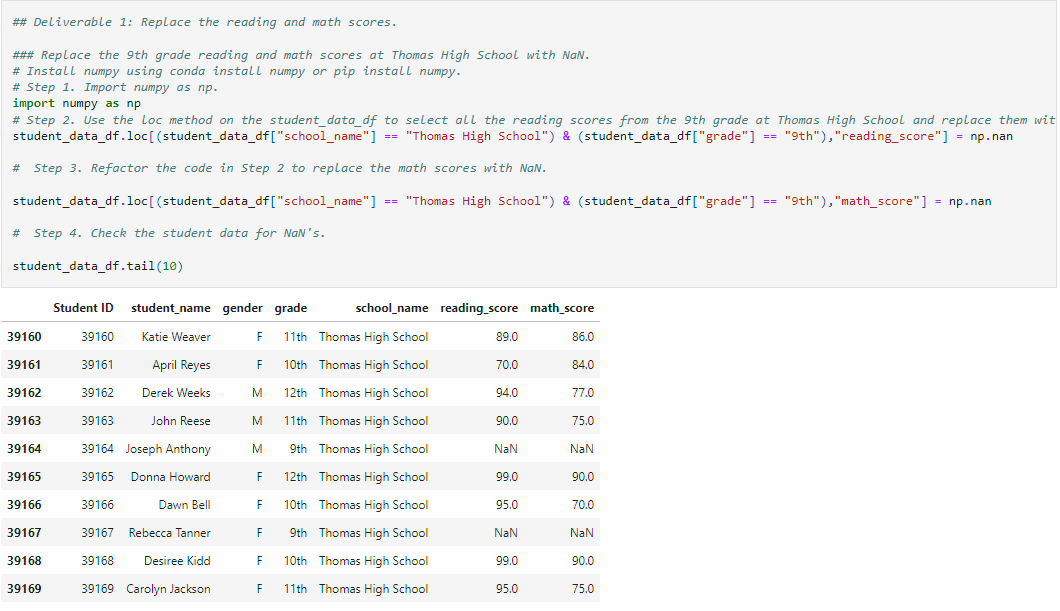 ## Deliverable 1: Replace the reading and math scores.
### Replace the 9th grade reading and math scores at Thomas High School with NaN.
# Install numpy using conda install numpy or pip install numpy.
# Step 1. Import numpy as np.
import numpy as np
# Step 2. Use the loc method on the student_data_df to select all the reading scores from the 9th grade at Thomas High School and replace them wit
student_data_df.loc[(student_data_df["school_name"] == "Thomas High School") & (student_data_df["grade"] == "9th"),"reading_score"] = np.nan
#  Step 3. Refactor the code in Step 2 to replace the math scores with NaN.
student_data_df.loc[(student_data_df["school_name"] == "Thomas High School") & (student_data_df["grade"] == "9th"),"math_score"] = np.nan
#  Step 4. Check the student data for NaN's.
student_data_df.tail(10)
Student ID student_name gender grade school_name reading_score math_score
39160 39160 Katie Weaver F 11th Thomas High School 89.0 86.0
39161 39161 April Reyes F 10th Thomas High School 70.0 84.0
39162 39162 Derek Weeks M 12th Thomas High School 94.0 77.0
39163 39163 John Reese M 11th Thomas High School 90.0 75.0
39164 39164 Joseph Anthony M 9th Thomas High School NaN NaN
39165 39165 Donna Howard F 12th Thomas High School 99.0 90.0
39166 39166 Dawn Bell F 10th Thomas High School 95.0 70.0
39167 39167 Rebecca Tanner F 9th Thomas High School NaN NaN
39168 39168 Desiree Kidd F 10th Thomas High School 99.0 90.0
39169 39169 Carolyn Jackson F 11th Thomas High School 95.0 75.0